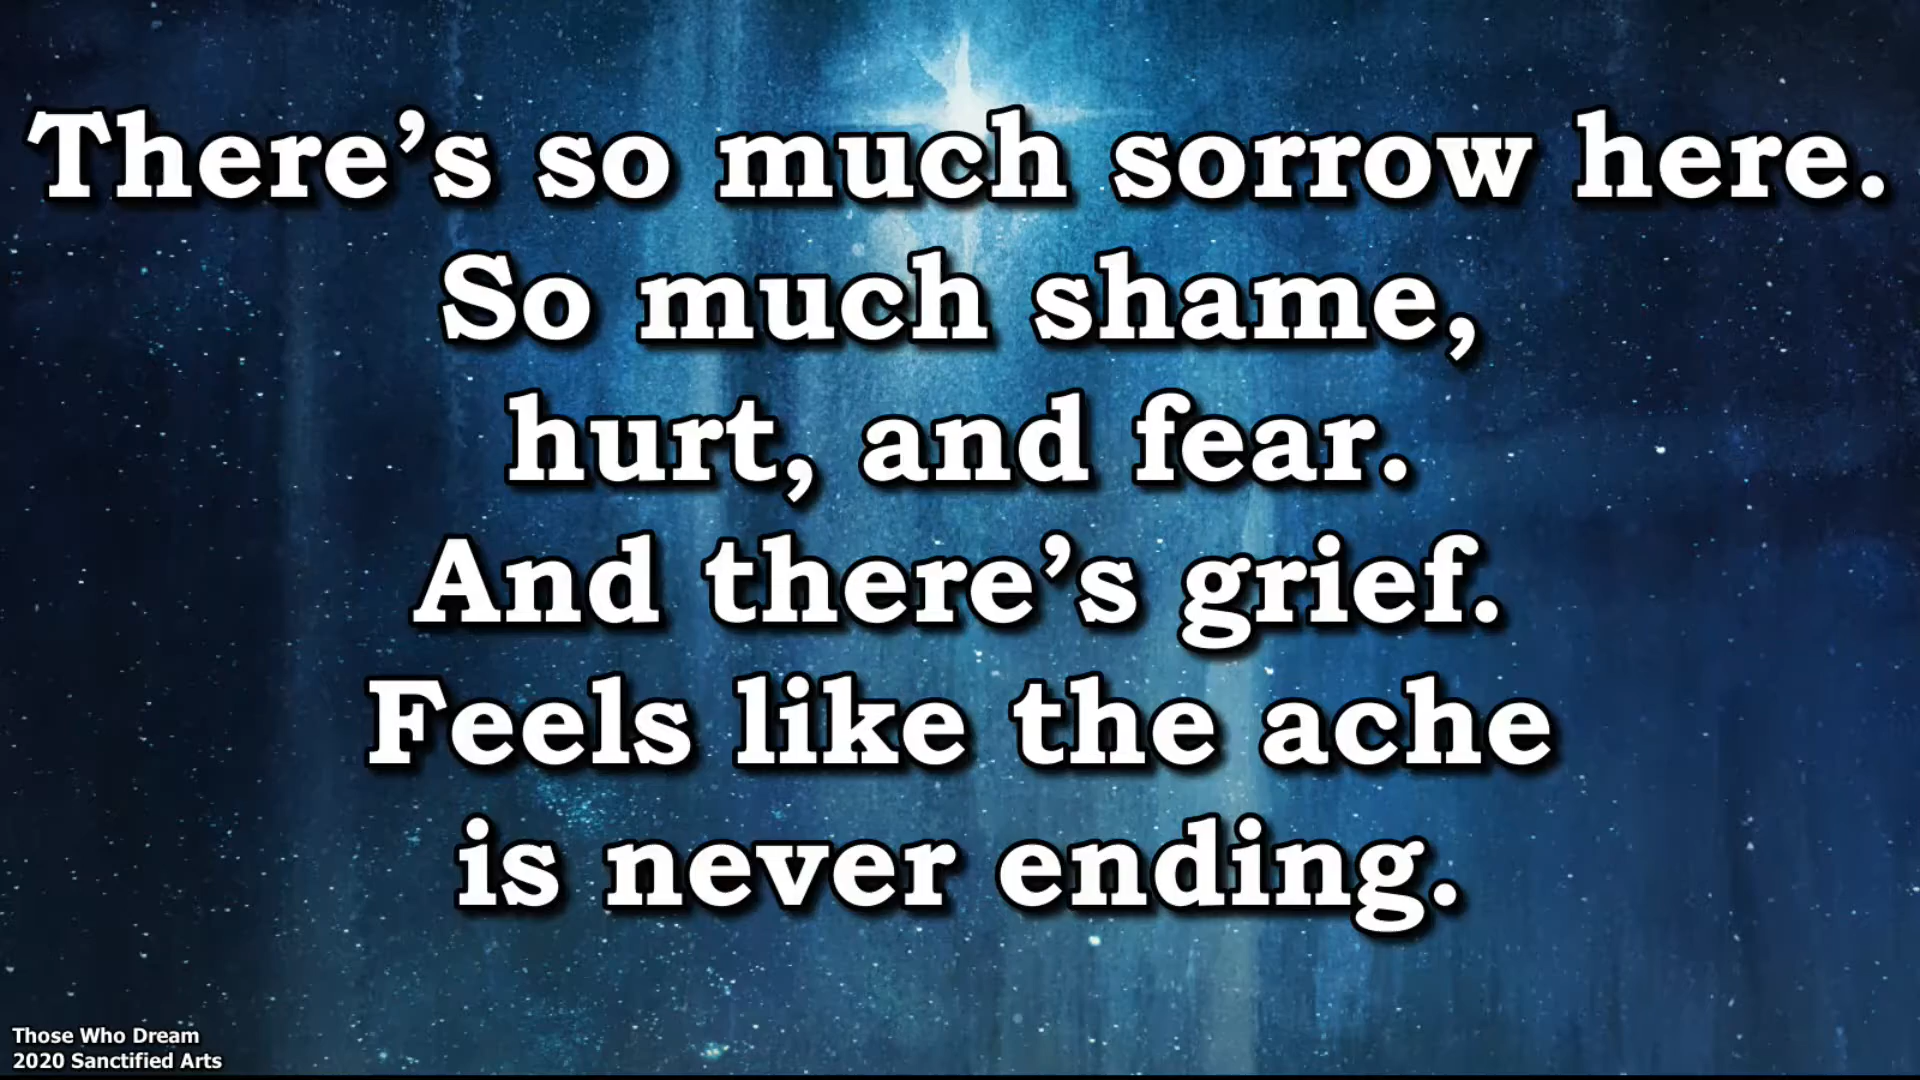 There’s so much sorrow here.
So much shame,
hurt, and fear.
And there’s grief.
Feels like the ache
is never ending.
Those Who Dream
2020 Sanctified Arts